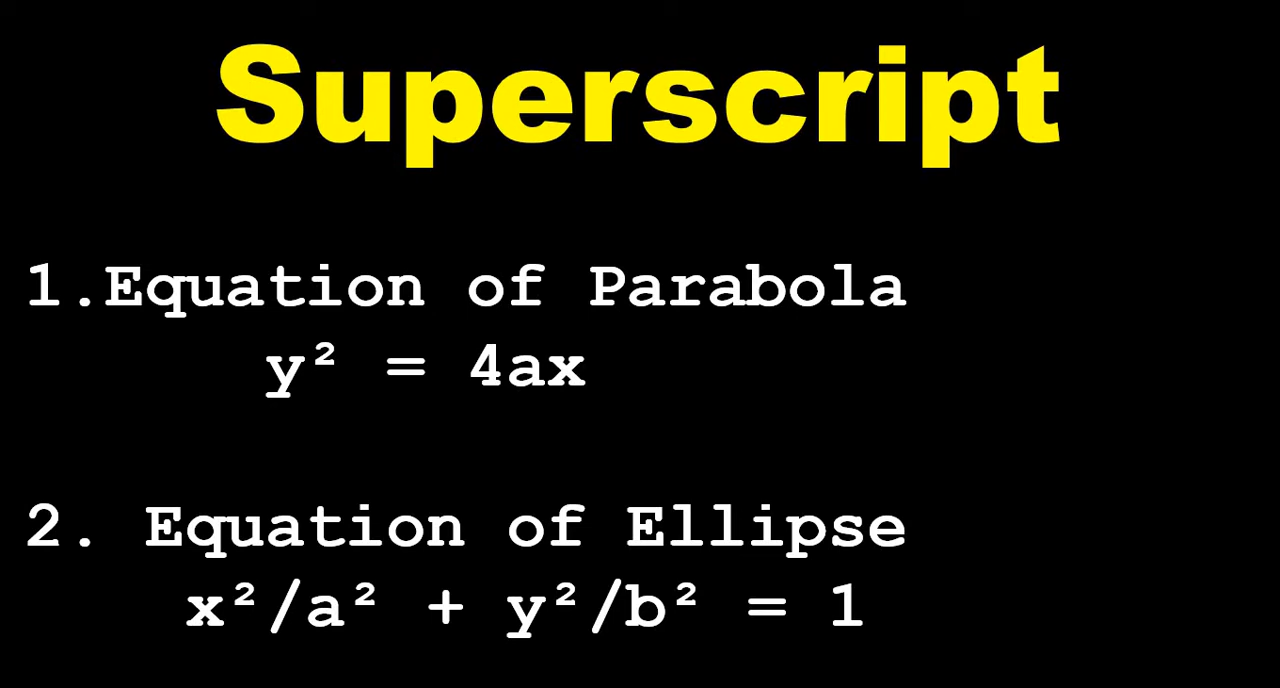 Superscript
1.Equation of Parabola
y² = 4ax
2. Equation of Ellipse
x²/a² + y²/b² = 1